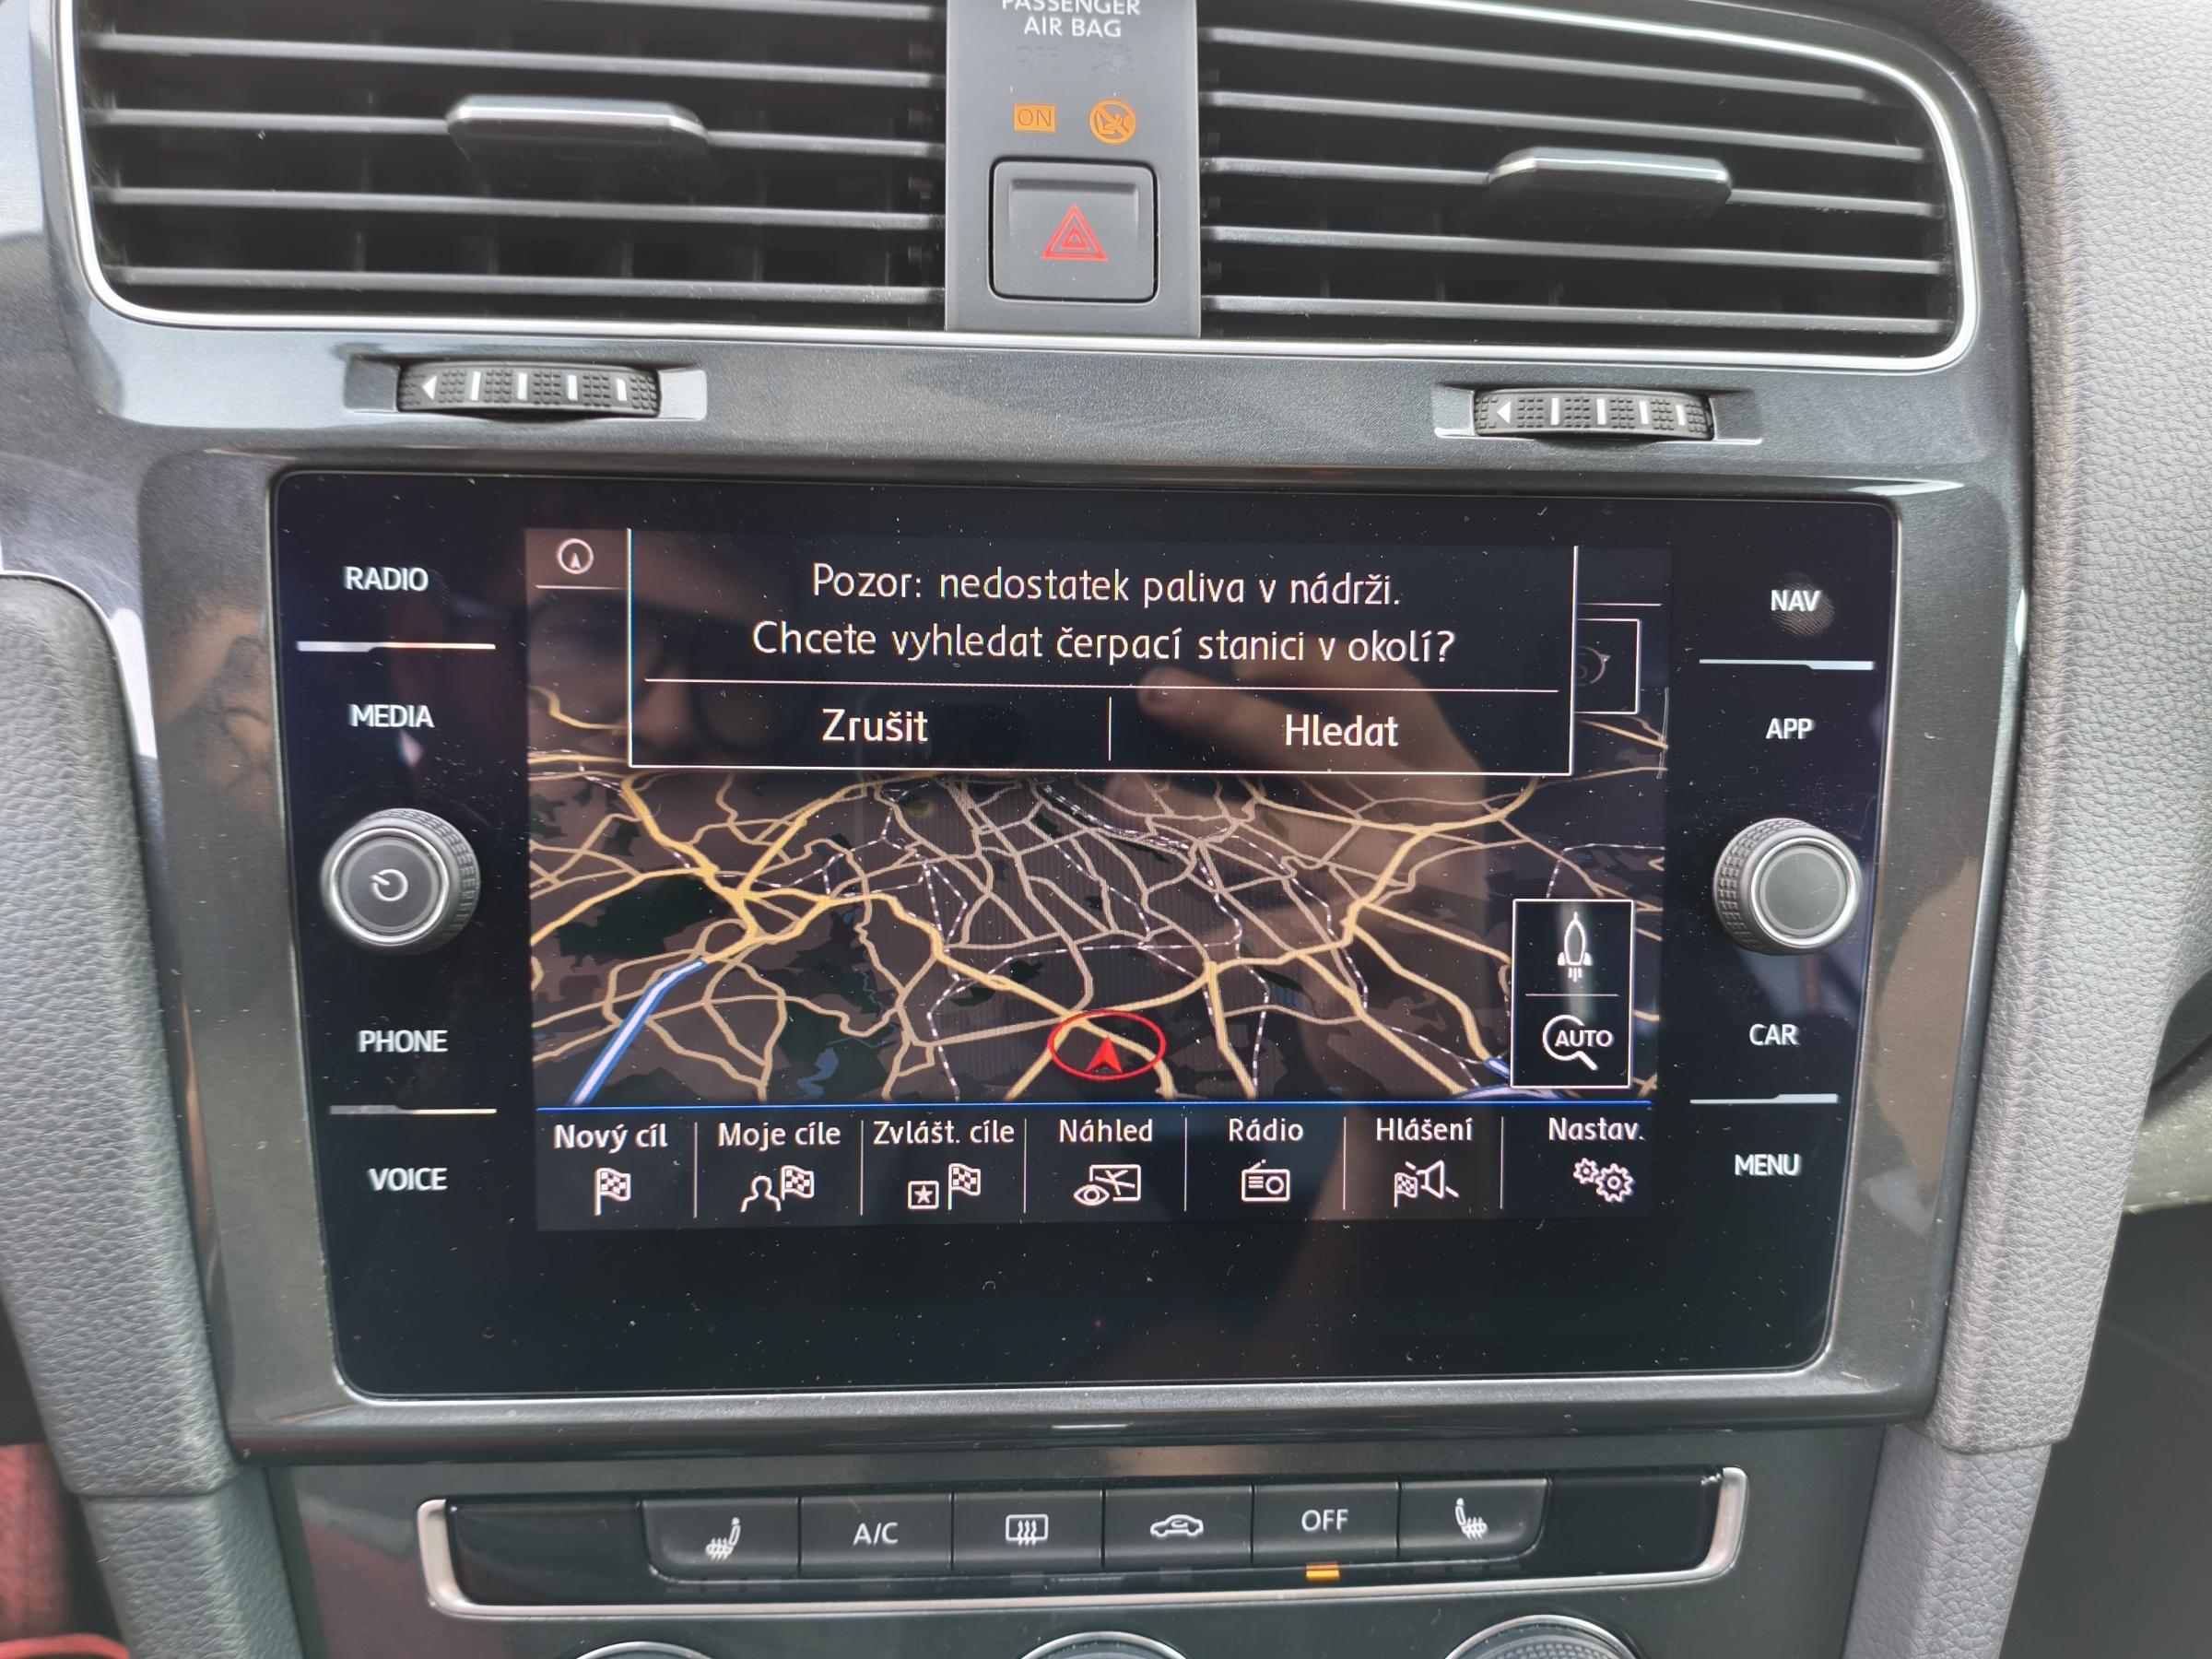 PASSENGER
AIR BAG
OFF
ON
RADIO
MEDIA
PHONE
VOICE
Pozor: nedostatek paliva v nádrži.
Chcete vyhledat čerpací stanici v okolí?
Zrušit
Hledat
AUTO
Nový cíl
Moje cíle
Zvlášt. cíle
Náhled
Rádio
Hlášení
Nastav.
NAV
APP
CAR
MENU
A/C
OFF